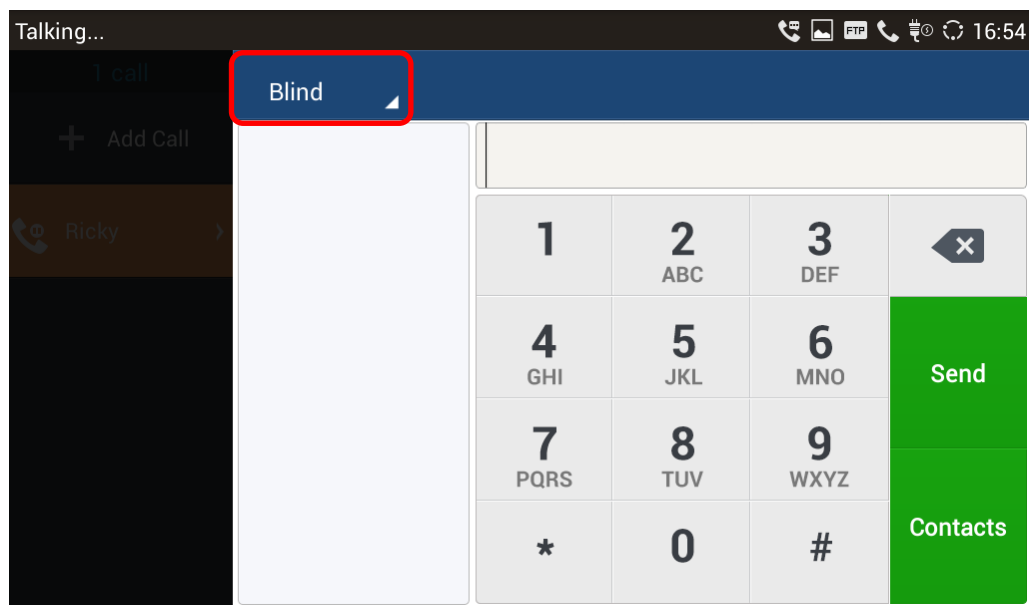 Talking...
FTP
16:54
1 call
Blind
Add Call
Ricky
1
2
3
ABC
DEF
4
5
6
Send
GHI
JKL
MNO
7
8
9
PQRS
TUV
WXYZ
*
0
#
Contacts